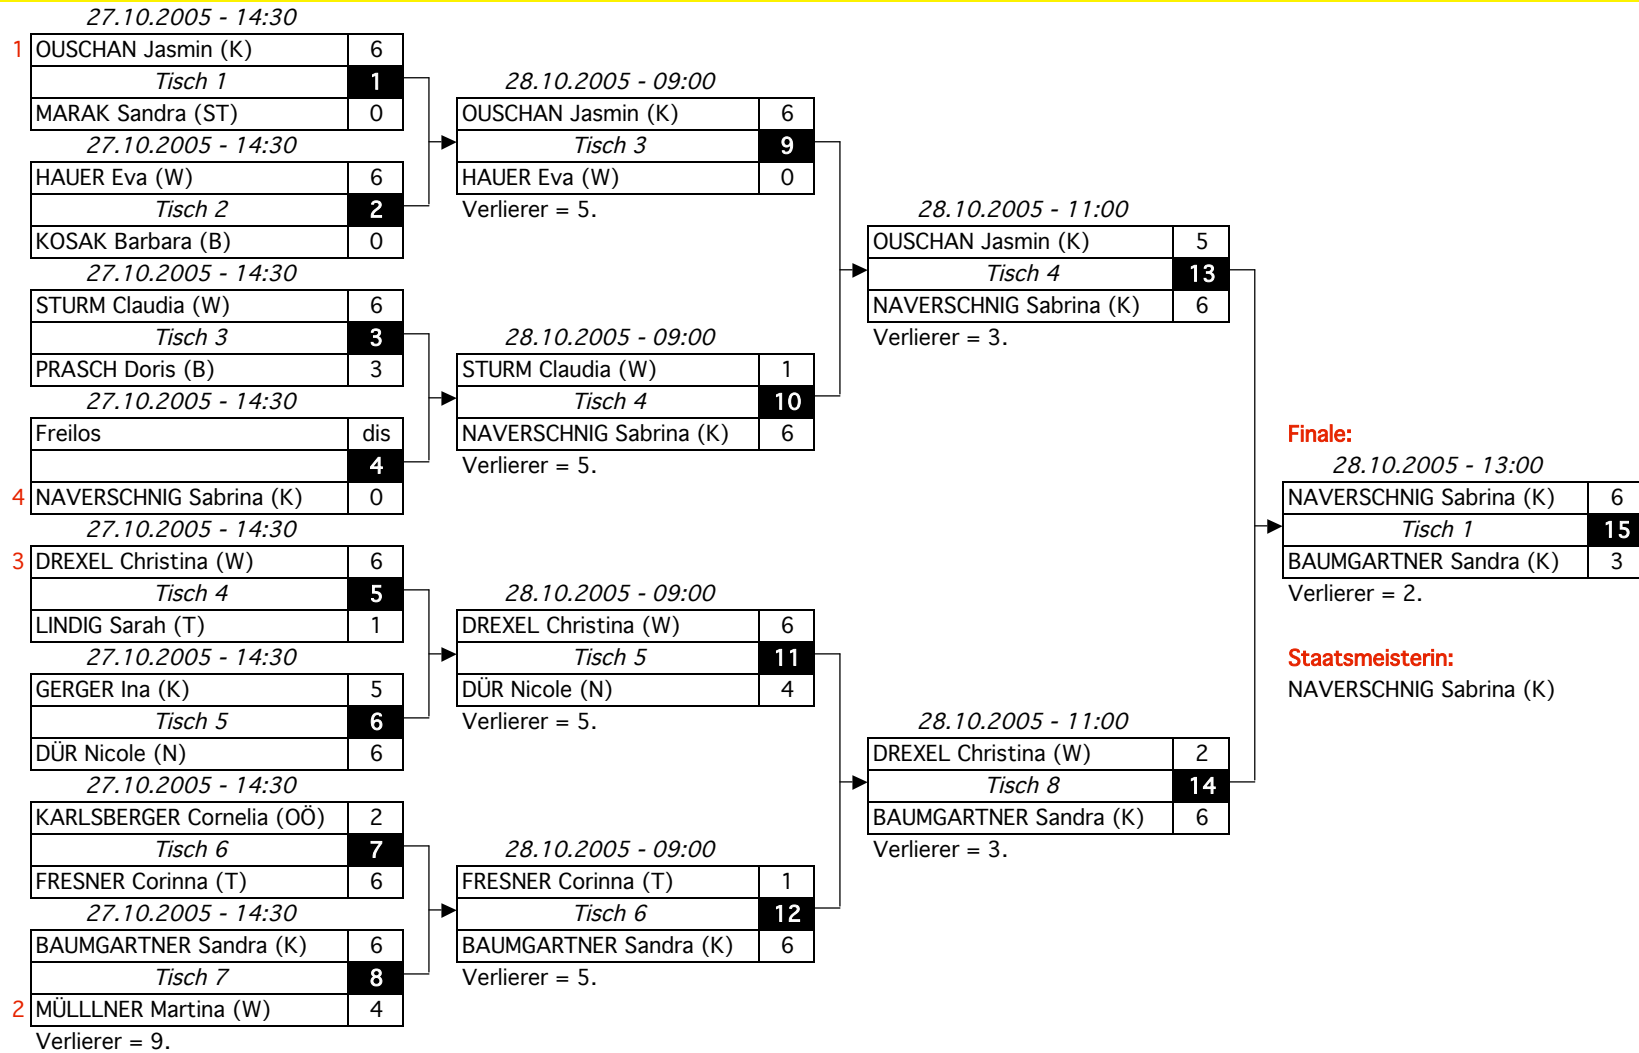 27.10.2005 - 14:30
1 OUSCHAN Jasmin (K) 6
Tisch 1 1
MARAK Sandra (ST) 0
27.10.2005 - 14:30
HAUER Eva (W) 6
Tisch 2 2
KOSAK Barbara (B) 0
27.10.2005 - 14:30
STURM Claudia (W) 6
Tisch 3 3
PRASCH Doris (B) 3
27.10.2005 - 14:30
Freilos dis
4
4 NAVERSCHNIG Sabrina (K) 0
27.10.2005 - 14:30
3 DREXEL Christina (W) 6
Tisch 4 5
LINDIG Sarah (T) 1
27.10.2005 - 14:30
GERGER Ina (K) 5
Tisch 5 6
DÜR Nicole (N) 6
27.10.2005 - 14:30
KARLSBERGER Cornelia (OÖ) 2
Tisch 6 7
FRESNER Corinna (T) 6
27.10.2005 - 14:30
BAUMGARTNER Sandra (K) 6
Tisch 7 8
2 MÜLLLNER Martina (W) 4
Verlierer = 9.
28.10.2005 - 09:00
OUSCHAN Jasmin (K) 6
Tisch 3 9
HAUER Eva (W) 0
Verlierer = 5.
28.10.2005 - 09:00
STURM Claudia (W) 1
Tisch 4 10
NAVERSCHNIG Sabrina (K) 6
Verlierer = 5.
28.10.2005 - 09:00
DREXEL Christina (W) 6
Tisch 5 11
DÜR Nicole (N) 4
Verlierer = 5.
28.10.2005 - 09:00
FRESNER Corinna (T) 1
Tisch 6 12
BAUMGARTNER Sandra (K) 6
Verlierer = 5.
28.10.2005 - 11:00
OUSCHAN Jasmin (K) 5
Tisch 4 13
NAVERSCHNIG Sabrina (K) 6
Verlierer = 3.
28.10.2005 - 11:00
DREXEL Christina (W) 2
Tisch 8 14
BAUMGARTNER Sandra (K) 6
Verlierer = 3.
Finale:
28.10.2005 - 13:00
NAVERSCHNIG Sabrina (K) 6
Tisch 1 15
BAUMGARTNER Sandra (K) 3
Verlierer = 2.
Staatsmeisterin:
NAVERSCHNIG Sabrina (K)